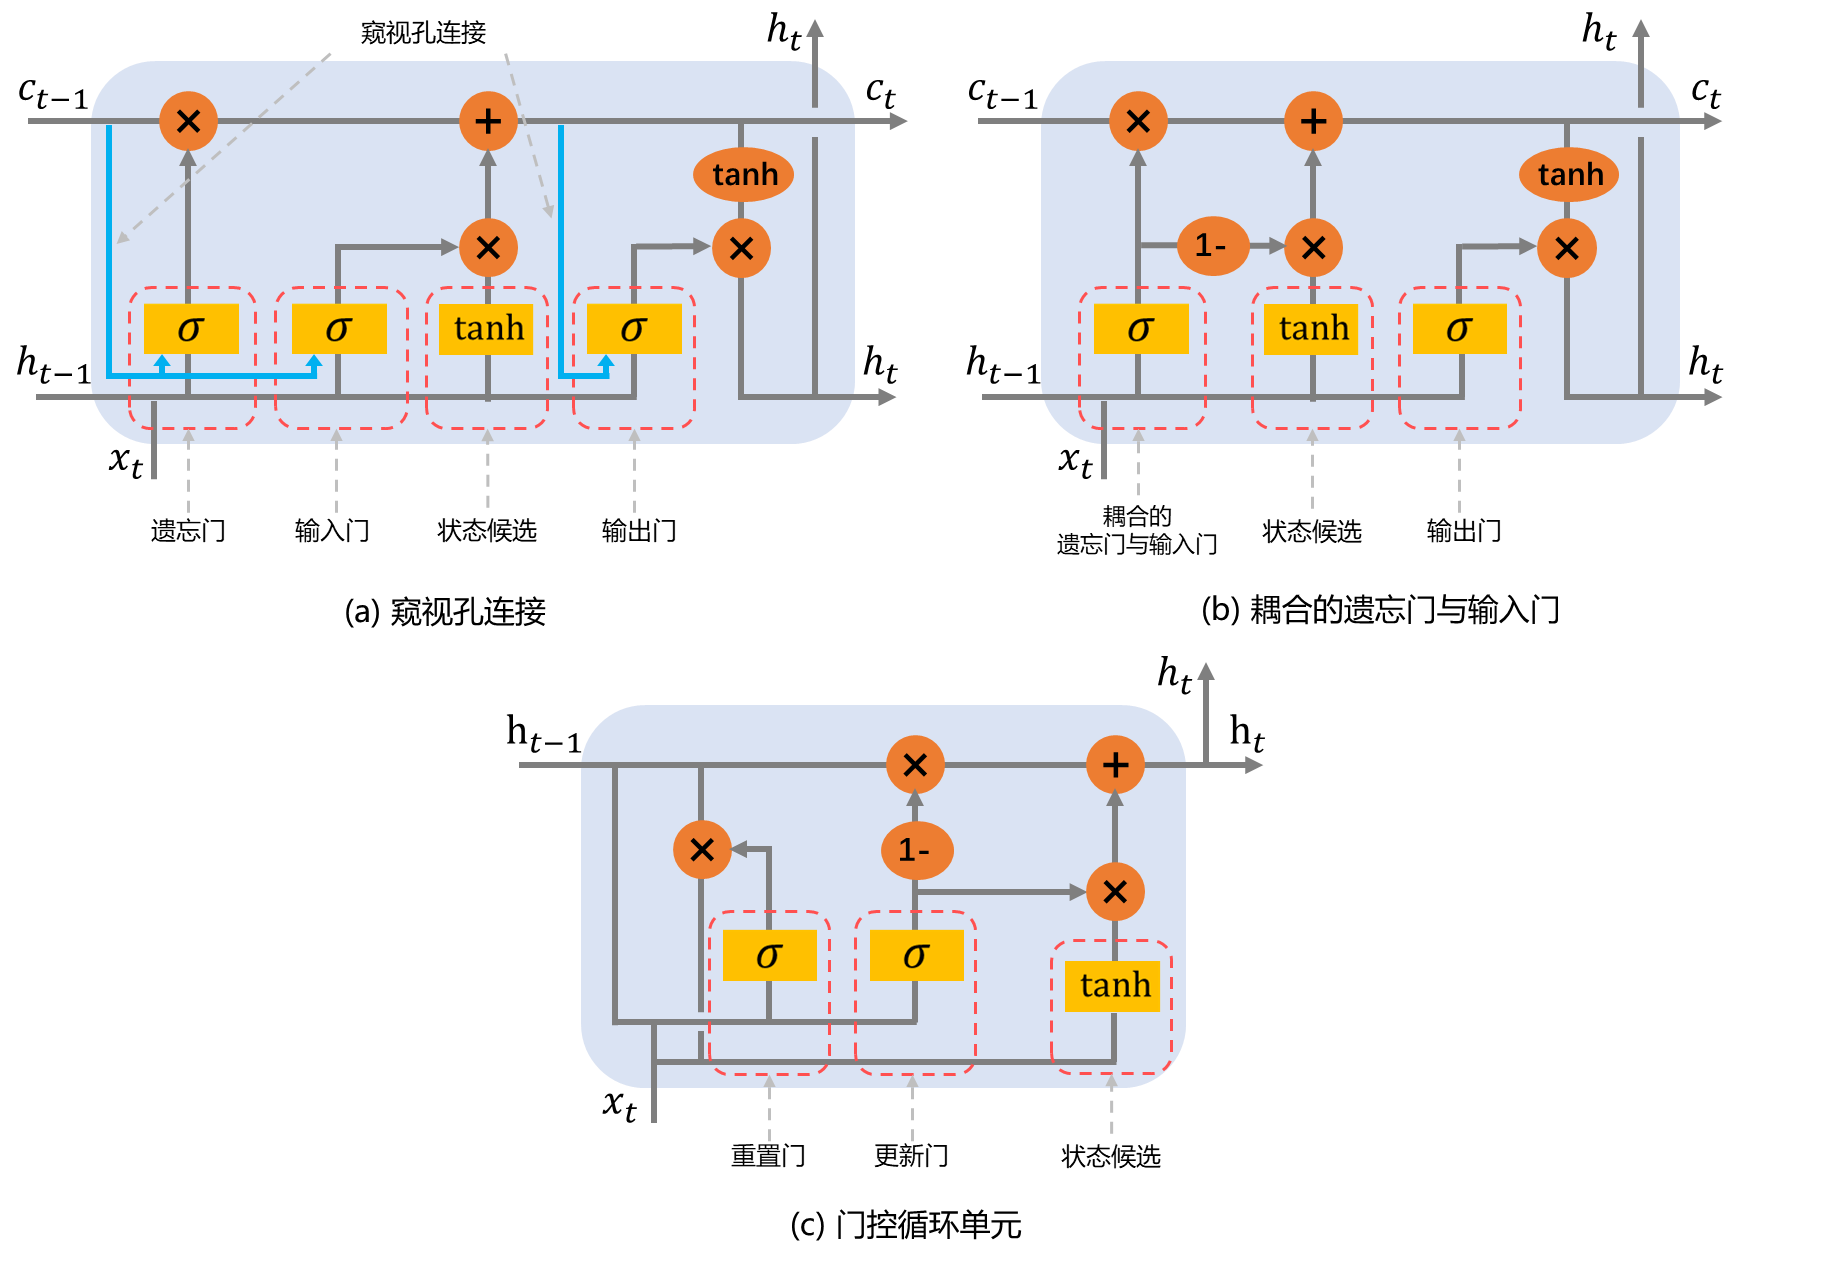 窥视孔连接
h_t
c_{t-1}
×
+
c_t
tanh
×
×
σ
σ
tanh
σ
h_{t-1}
h_t
x_t
遗忘门
输入门
状态候选
输出门
(a) 窥视孔连接
h_t
c_{t-1}
×
+
c_t
tanh
1-
×
×
σ
tanh
σ
h_{t-1}
h_t
x_t
耦合的
遗忘门与输入门
状态候选
输出门
(b) 耦合的遗忘门与输入门
h_t
h_{t-1}
×
+
h_t
×
1-
×
σ
σ
tanh
x_t
重置门
更新门
状态候选
(c) 门控循环单元